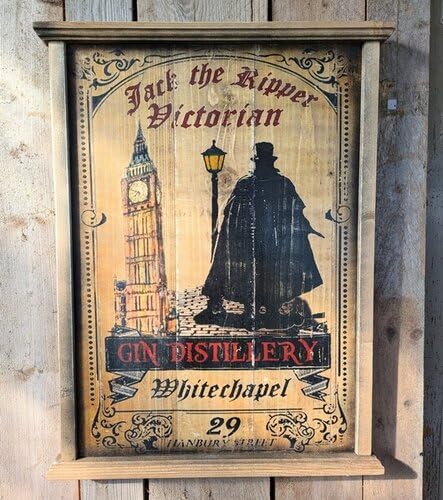 Jack the Ripper
Victorian
GIN DISTILLERY
Whitechapel
29
HANBURY STREET